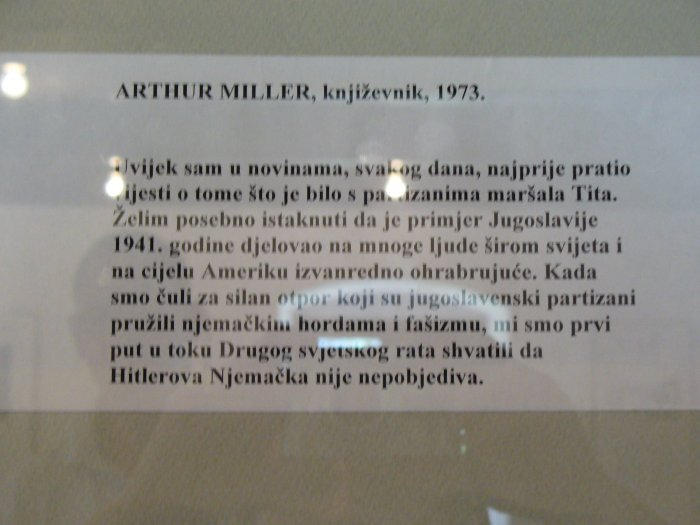 ARTHUR MILLER, književnik, 1973.
Uvijek sam u novinama, svakog dana, najprije pratio
vijesti o tome što je bilo s partizanima maršala Tita.
Želim posebno istaknuti da je primjer Jugoslavije
1941. godine djelovao na mnoge ljude širom svijeta i
na cijelu Ameriku izvanredno ohrabrujuće. Kada
smo čuli za silan otpor koji su jugoslavenski partizani
pružili njemačkim hordama i fašizmu, mi smo prvi
put u toku Drugog svjetskog rata shvatili da
Hitlerova Njemačka nije nepobjediva.